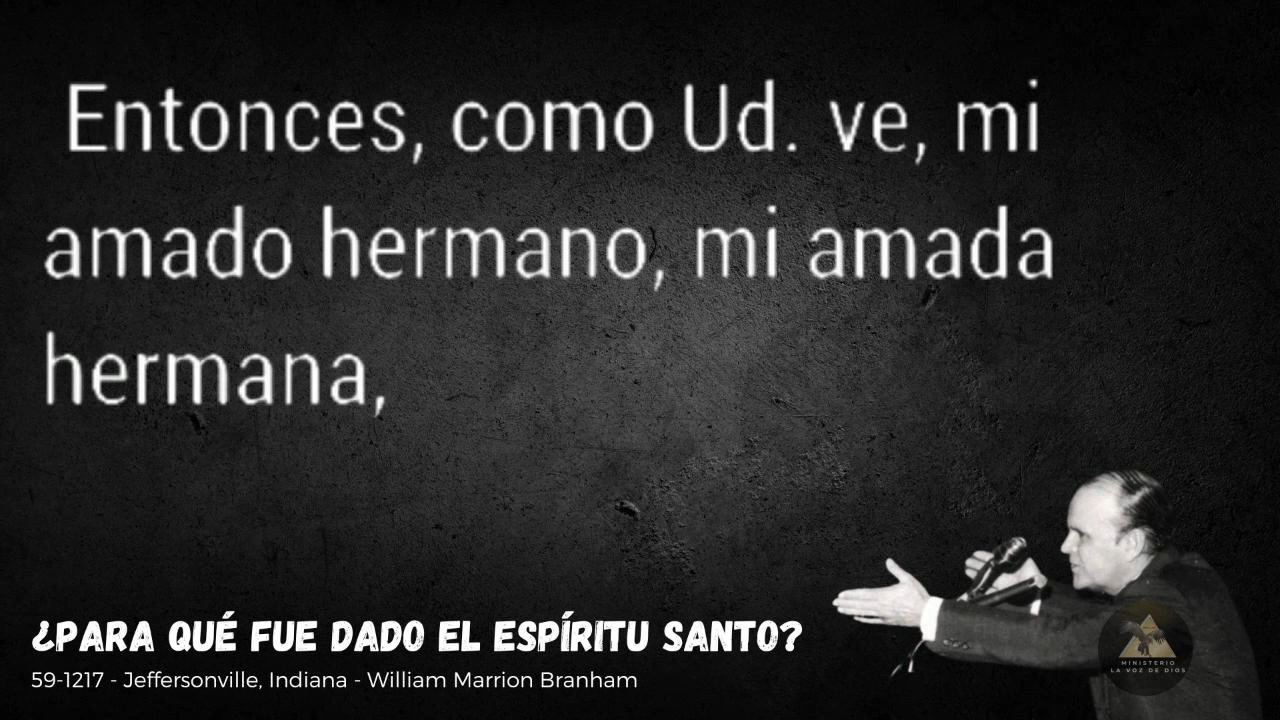 Entonces, como Ud. ve, mi
amado hermano, mi amada
hermana,
¿PARA QUÉ FUE DADO EL ESPÍRITU SANTO?
59-1217 - Jeffersonville, Indiana - William Marrion Branham
MINISTERIO
LA VOZ DE DIOS